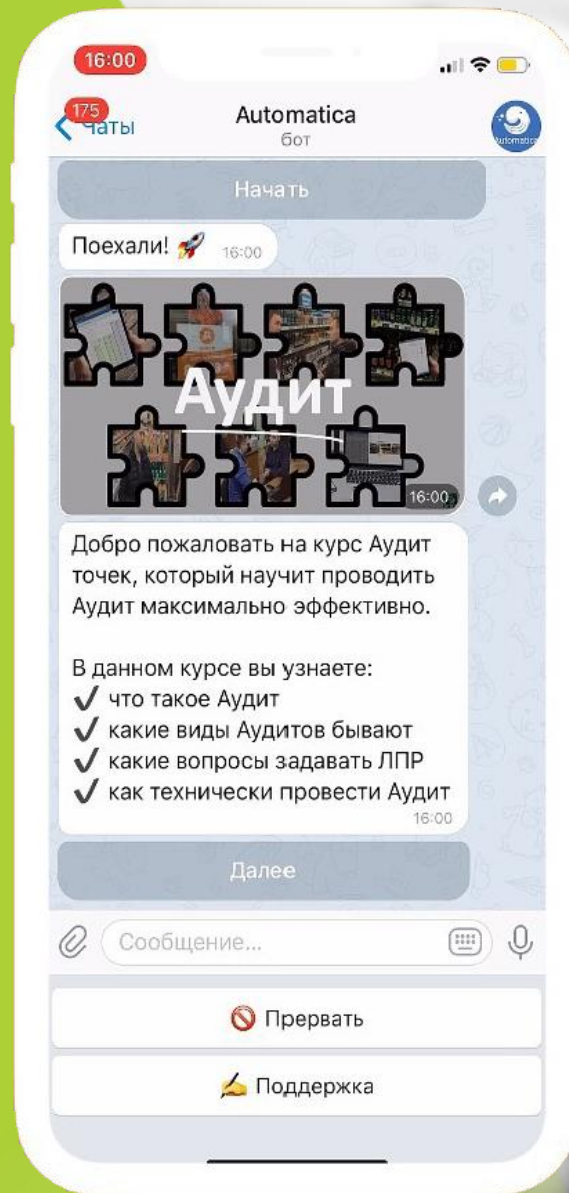 16:00
175
Чаты
Automatica
бот
Automatica
Начать
Поехали! 🚀 16:00
Аудит
16:00
Добро пожаловать на курс Аудит
точек, который научит проводить
Аудит максимально эффективно.
В данном курсе вы узнаете:
✔ что такое Аудит
✔ какие виды Аудитов бывают
✔ какие вопросы задавать ЛПР
✔ как технически провести Аудит
16:00
Далее
Сообщение...
🚫 Прервать
✍ Поддержка